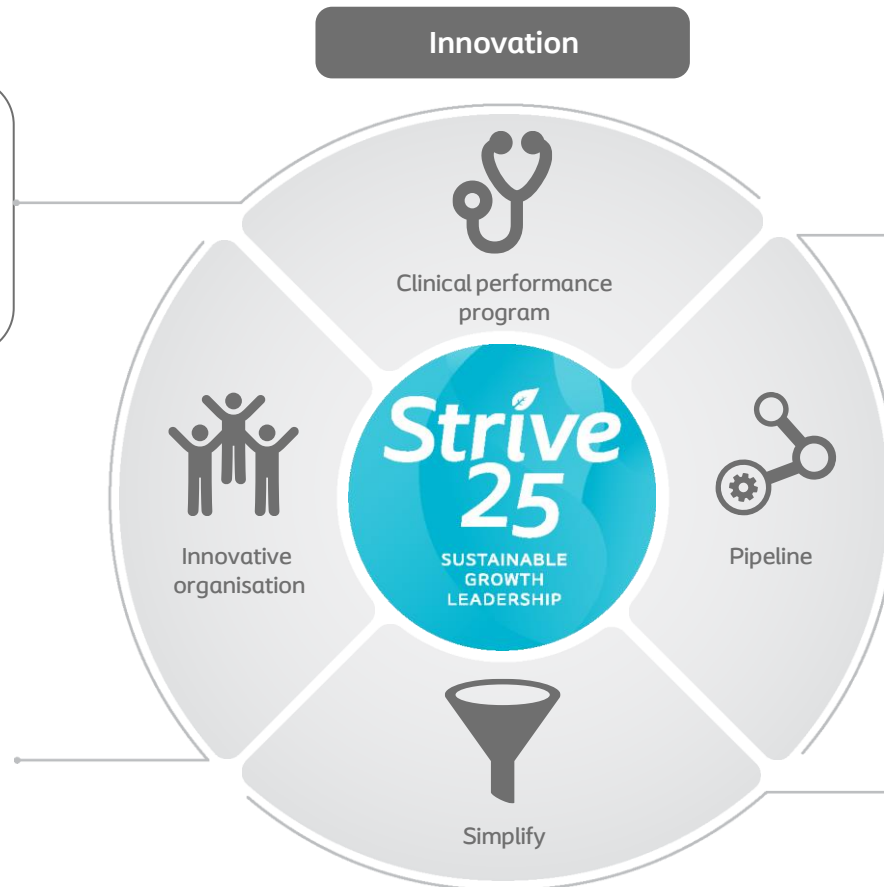 Innovation
Clinical performance
program
Strive
25
SUSTAINABLE
GROWTH
LEADERSHIP
Innovative
organisation
Pipeline
Simplify